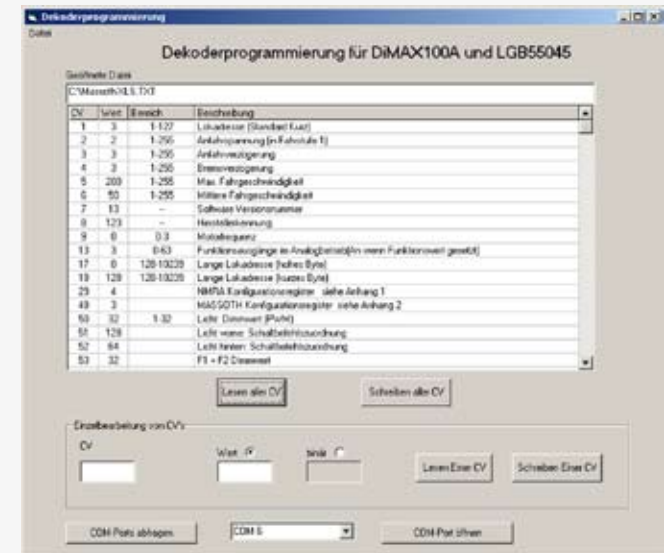 Dekoderprogrammierung
Datei
Dekoderprogrammierung für DiMAX100A und LGB55045
Geöffnete Datei
C:\Massoth\XLS.TXT
CV Wert Bereich Beschreibung
1 3 1-127 Lokadresse (Standard Kurz)
2 2 1-255 Anfahrspannung (in Fahrstufe 1)
3 3 1-255 Anfahrverzögerung
4 3 1-255 Bremsverzögerung
5 200 1-255 Max. Fahrgeschwindigkeit
6 50 1-255 Mittlere Fahrgeschwindigkeit
7 13 -- Software Versionsnummer
8 123 -- Herstellerkennung
9 0 0-3 Motorfrequenz
13 3 0-63 Funktionsausgänge im Analogbetrieb(An wenn Funktionswert gesetzt)
17 0 128-10239 Lange Lokadresse (hohes Byte)
18 128 128-10239 Lange Lokadresse (kurzes Byte)
29 4 NMRA Konfigurationsregister siehe Anhang 1
49 3 MASSOTH Konfigurationsregister siehe Anhang 2
50 32 1-32 Licht: Dimmwert (PWM)
51 128 Licht vorne: Schaltbefehlszuordnung
52 64 Licht hinten: Schaltbefehlszuordnung
53 32 F1 + F2 Dimmwert
Lesen aller CV Schreiben aller CV
Einzelbearbeitung von CV's
CV Wert binär
Lesen Einer CV Schreiben Einer CV
COM-Ports abfragen COM 6 COM-Port öffnen